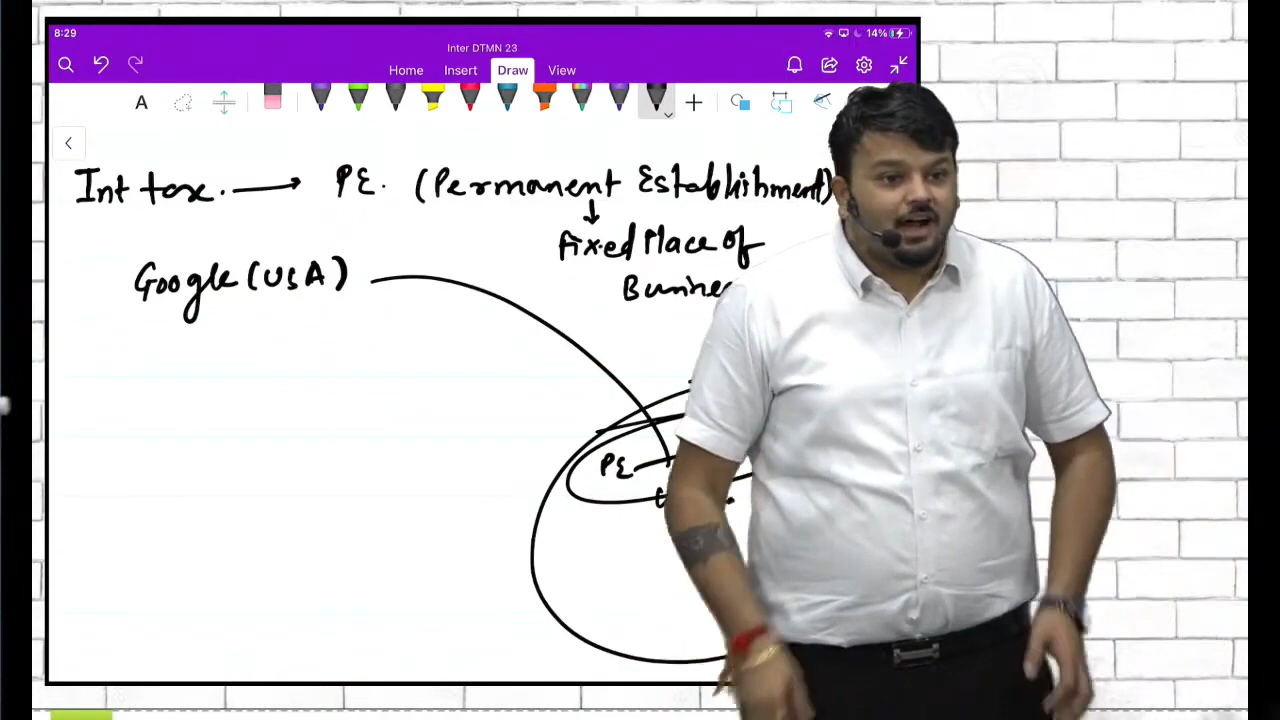 8:29
14%
Inter DTMN 23
Home Insert Draw View
A
Int tax. → PE. (Permanent Establishment)
↓
Fixed Place of
Google (USA)
PE